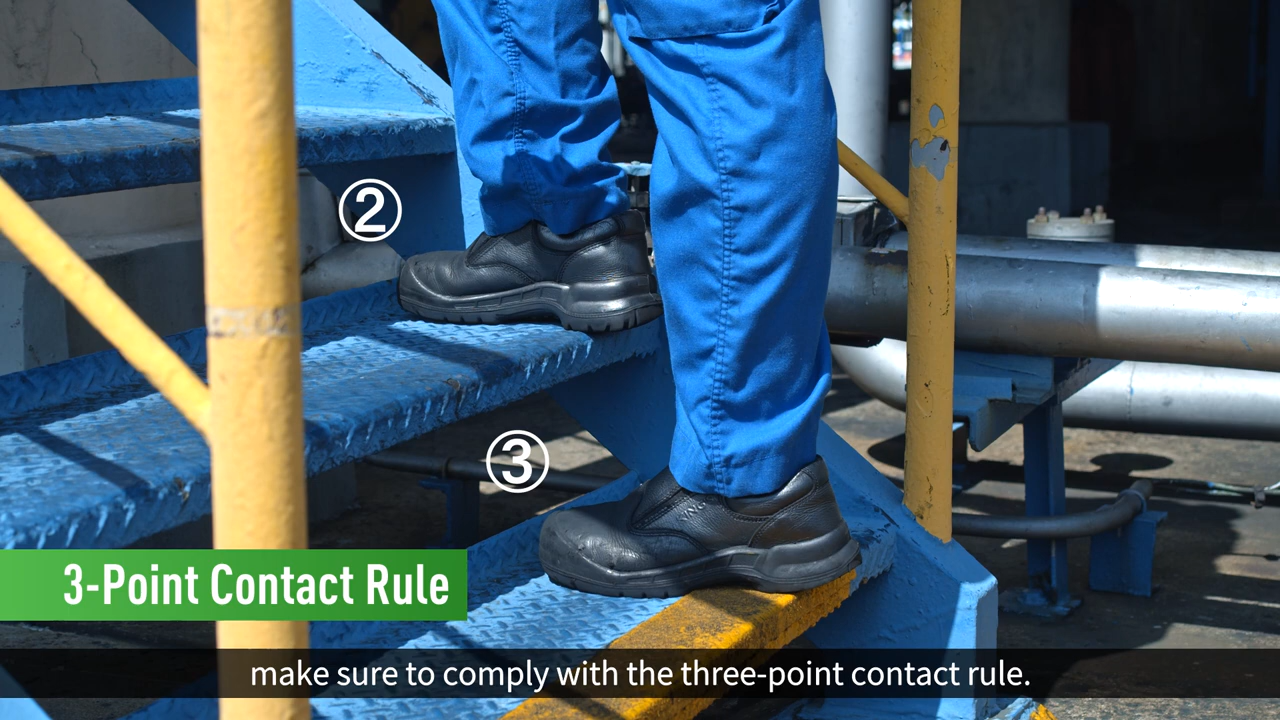 ②
③
3-Point Contact Rule
make sure to comply with the three-point contact rule.